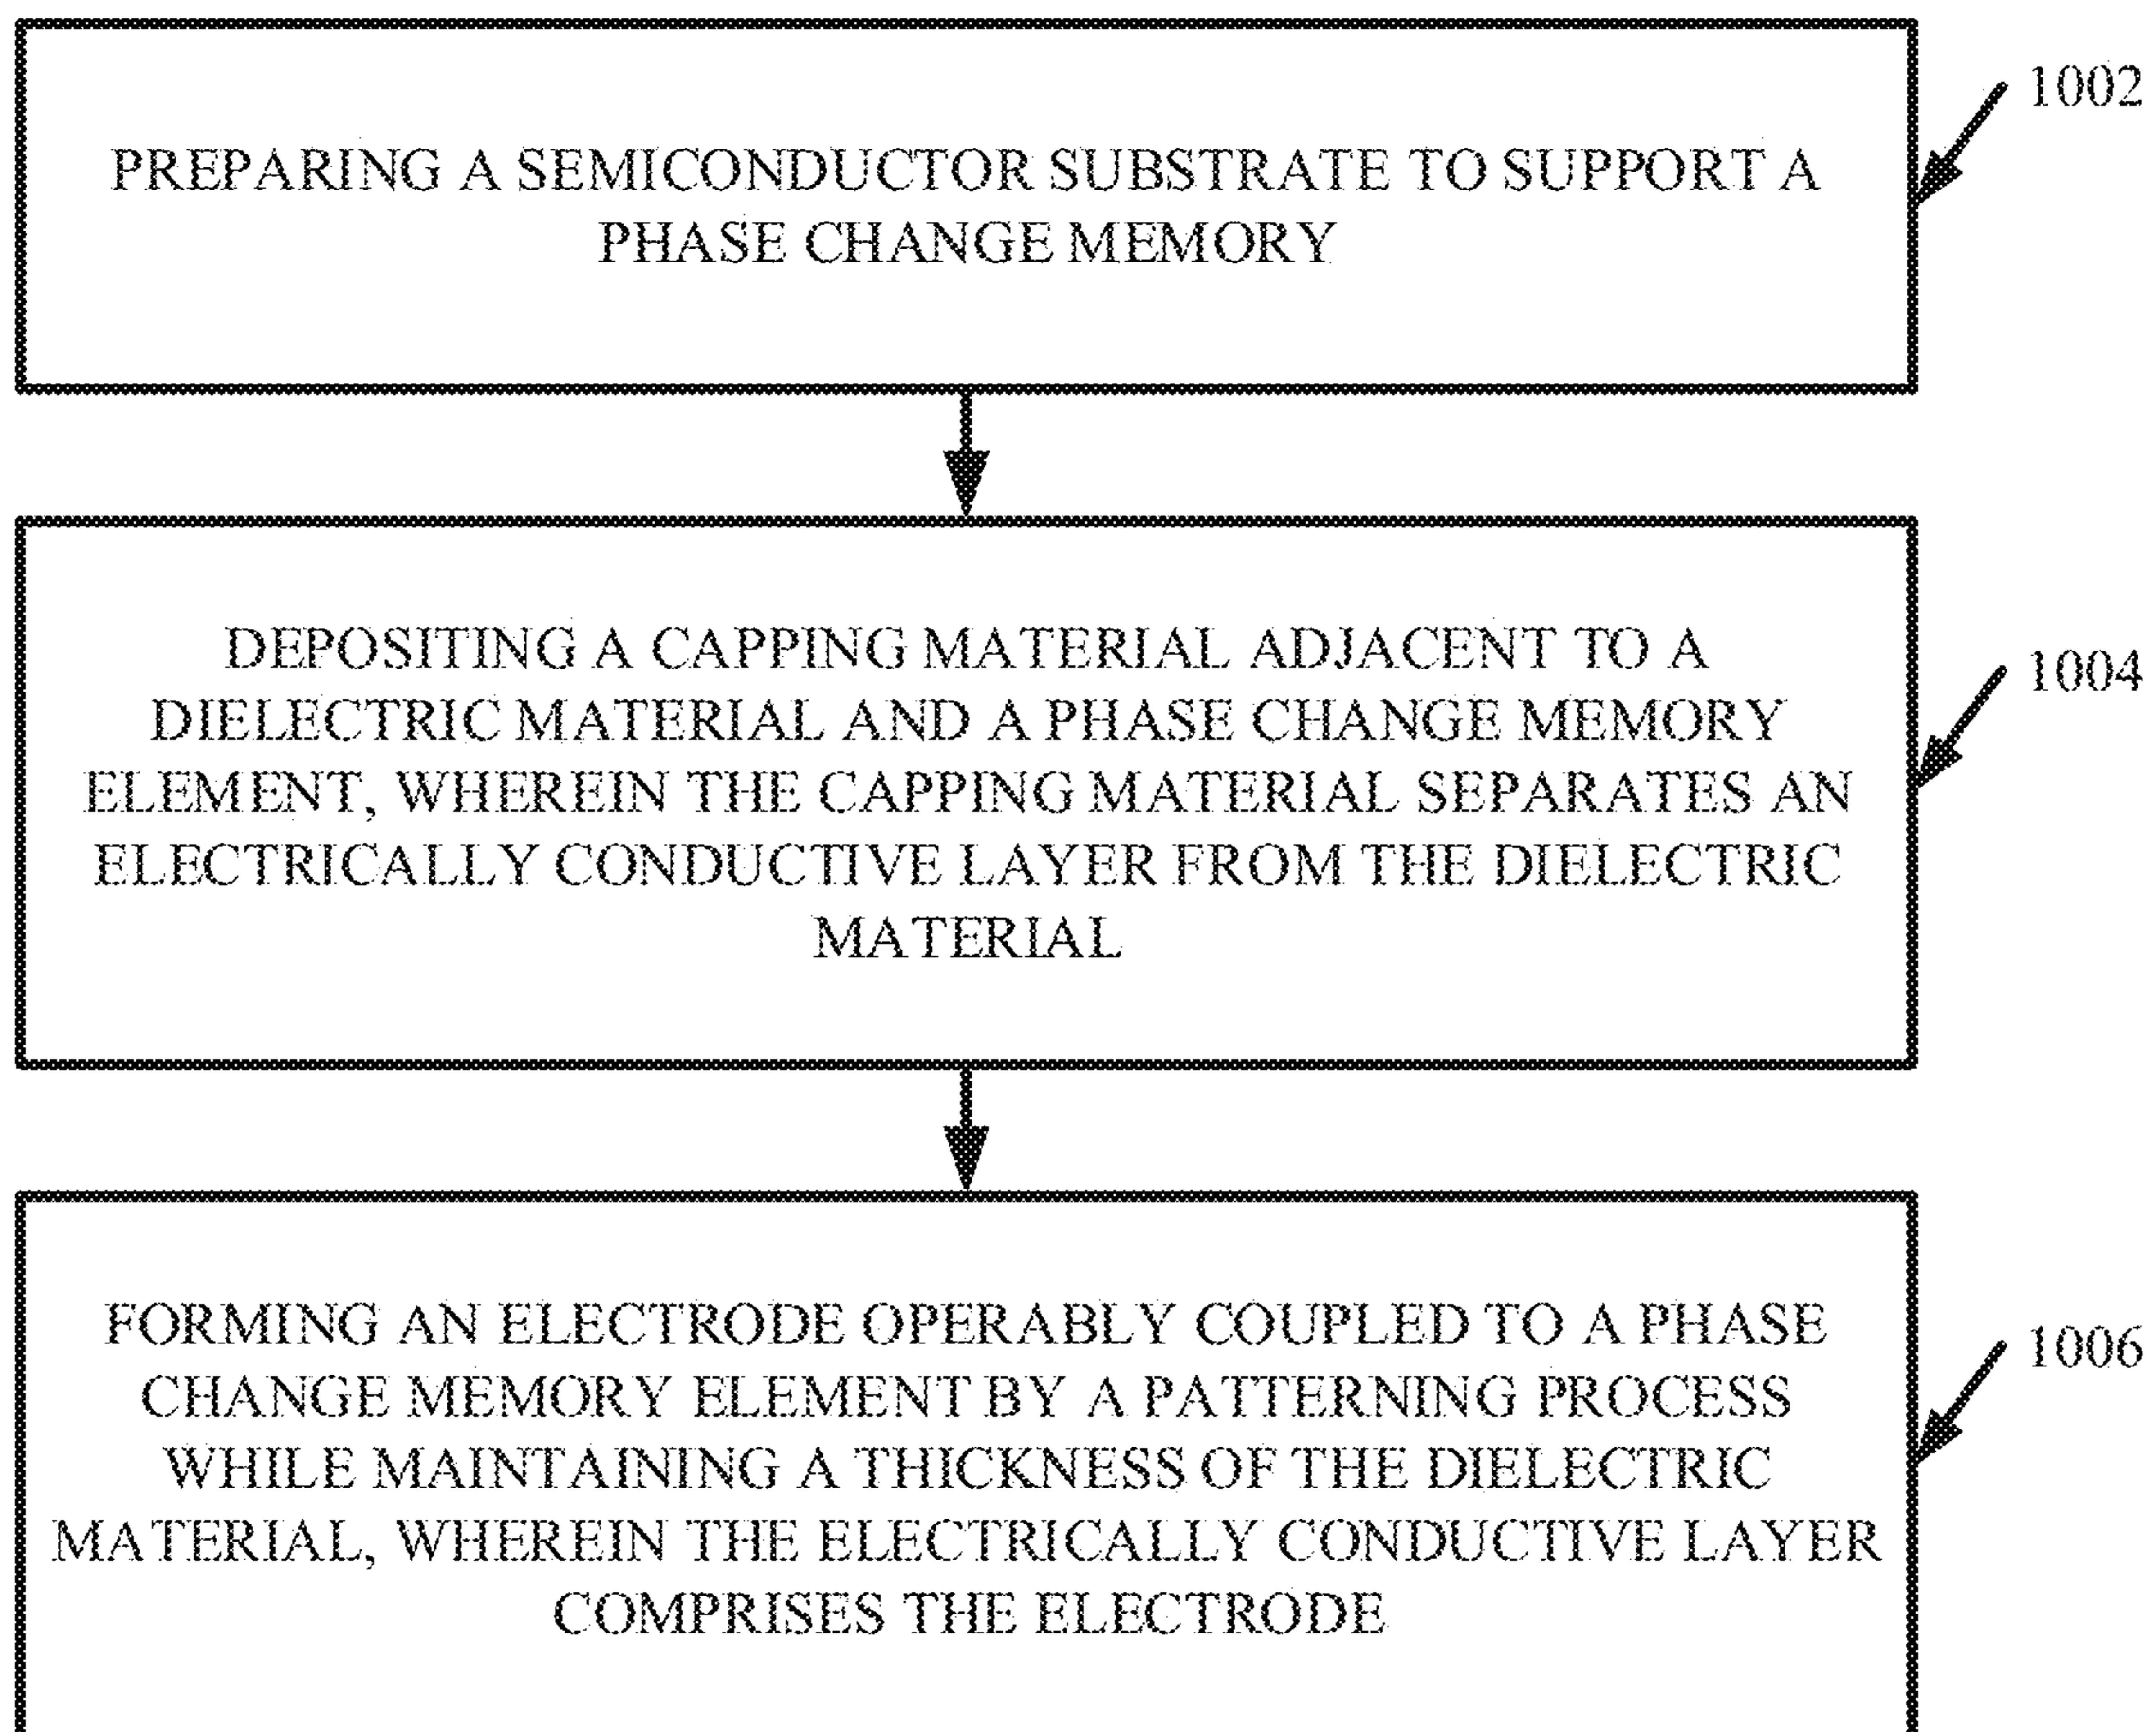 1002
PREPARING A SEMICONDUCTOR SUBSTRATE TO SUPPORT A
PHASE CHANGE MEMORY
1004
DEPOSITING A CAPPING MATERIAL ADJACENT TO A
DIELECTRIC MATERIAL AND A PHASE CHANGE MEMORY
ELEMENT, WHEREIN THE CAPPING MATERIAL SEPARATES AN
ELECTRICALLY CONDUCTIVE LAYER FROM THE DIELECTRIC
MATERIAL
1006
FORMING AN ELECTRODE OPERABLY COUPLED TO A PHASE
CHANGE MEMORY ELEMENT BY A PATTERNING PROCESS
WHILE MAINTAINING A THICKNESS OF THE DIELECTRIC
MATERIAL, WHEREIN THE ELECTRICALLY CONDUCTIVE LAYER
COMPRISES THE ELECTRODE